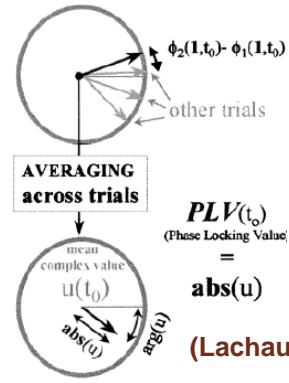 ϕ₂(1,t₀)- ϕ₁(1,t₀)
other trials
AVERAGING
across trials
PLV(t₀)
(Phase Locking Value)
=
abs(u)
mean
complex value
u(t₀)
abs(u)
arg(u)
(Lachau